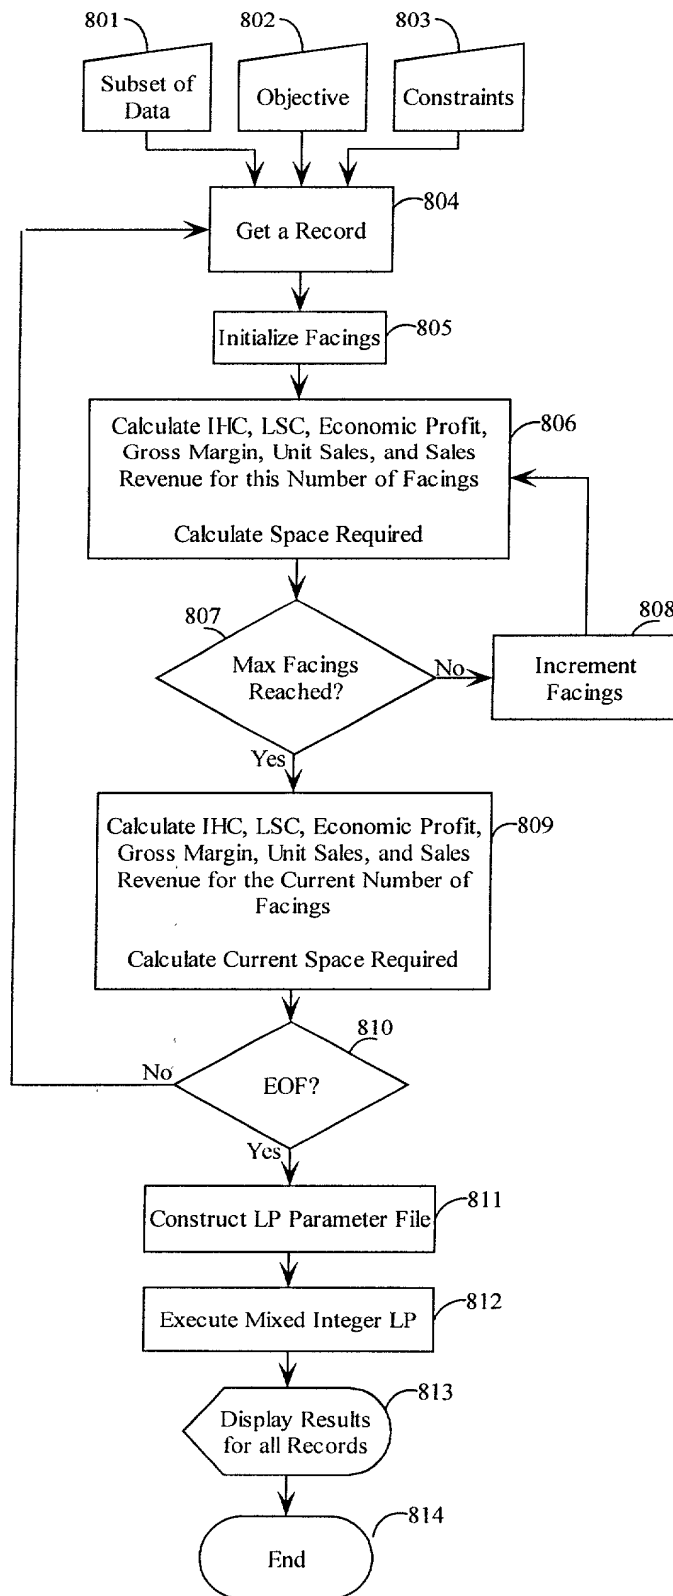 801
802
803
Subset of
Data
Objective
Constraints
804
Get a Record
805
Initialize Facings
806
Calculate IHC, LSC, Economic Profit,
Gross Margin, Unit Sales, and Sales
Revenue for this Number of Facings
Calculate Space Required
807
808
Max Facings
Reached?
No
Increment
Facings
Yes
809
Calculate IHC, LSC, Economic Profit,
Gross Margin, Unit Sales, and Sales
Revenue for the Current Number of
Facings
Calculate Current Space Required
810
No
EOF?
Yes
811
Construct LP Parameter File
812
Execute Mixed Integer LP
813
Display Results
for all Records
814
End